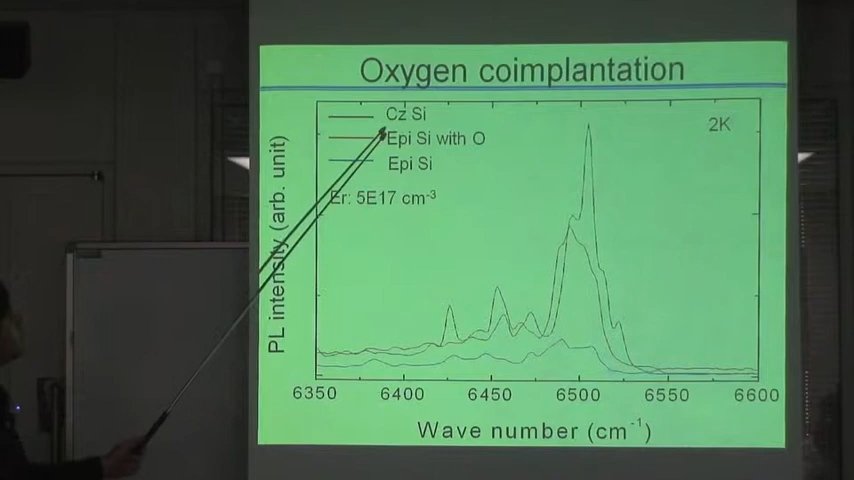 Oxygen coimplantation
Cz Si
Epi Si with O
Epi Si
Er: 5E17 cm-3
2K
PL intensity (arb. unit)
6350 6400 6450 6500 6550 6600
Wave number (cm-1)